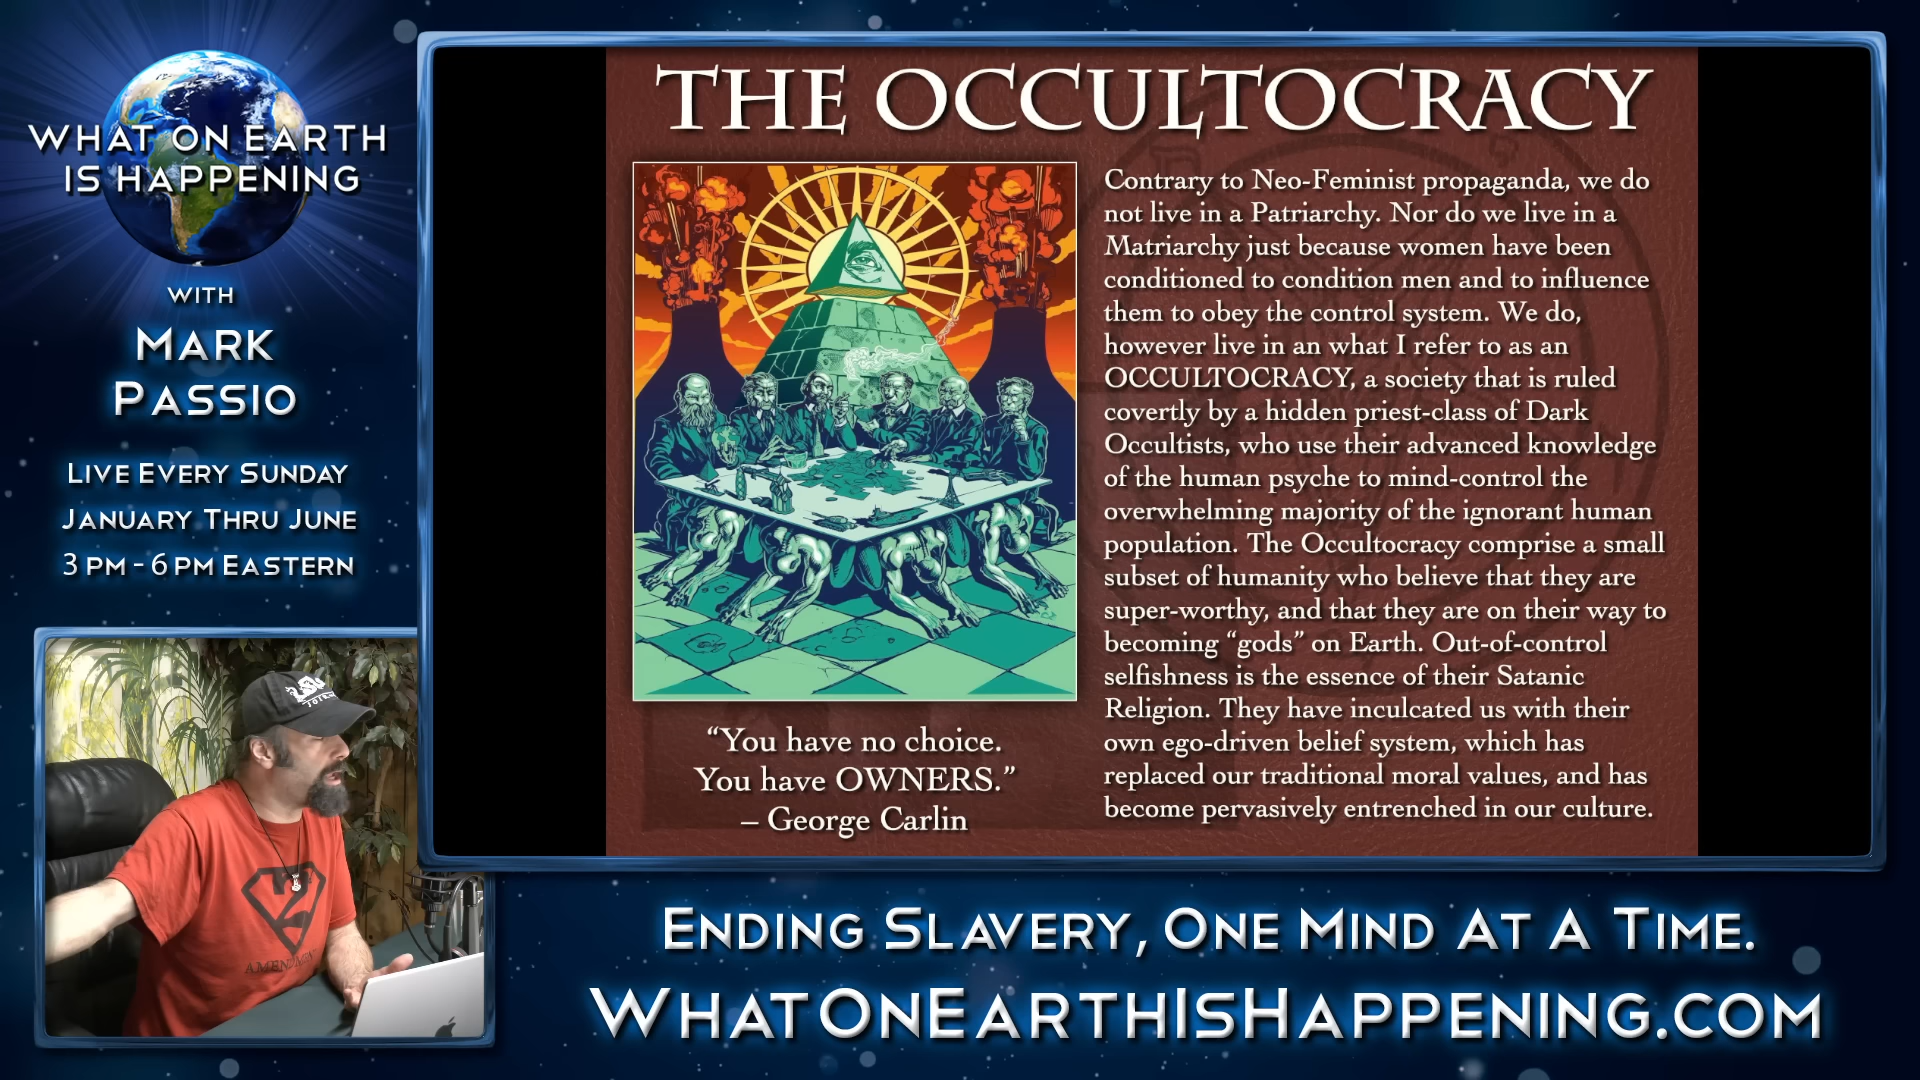 WHAT ON EARTH
IS HAPPENING
WITH
MARK
PASSIO
LIVE EVERY SUNDAY
JANUARY THRU JUNE
3 PM - 6 PM EASTERN
THE OCCULTOCRACY
Contrary to Neo-Feminist propaganda, we do
not live in a Patriarchy. Nor do we live in a
Matriarchy just because women have been
conditioned to condition men and to influence
them to obey the control system. We do,
however live in an what I refer to as an
OCCULTOCRACY, a society that is ruled
covertly by a hidden priest-class of Dark
Occultists, who use their advanced knowledge
of the human psyche to mind-control the
overwhelming majority of the ignorant human
population. The Occultocracy comprise a small
subset of humanity who believe that they are
super-worthy, and that they are on their way to
becoming “gods” on Earth. Out-of-control
selfishness is the essence of their Satanic
Religion. They have inculcated us with their
own ego-driven belief system, which has
replaced our traditional moral values, and has
become pervasively entrenched in our culture.
“You have no choice.
You have OWNERS.”
– George Carlin
ENDING SLAVERY, ONE MIND AT A TIME.
WHATONEARTHISHAPPENING.COM